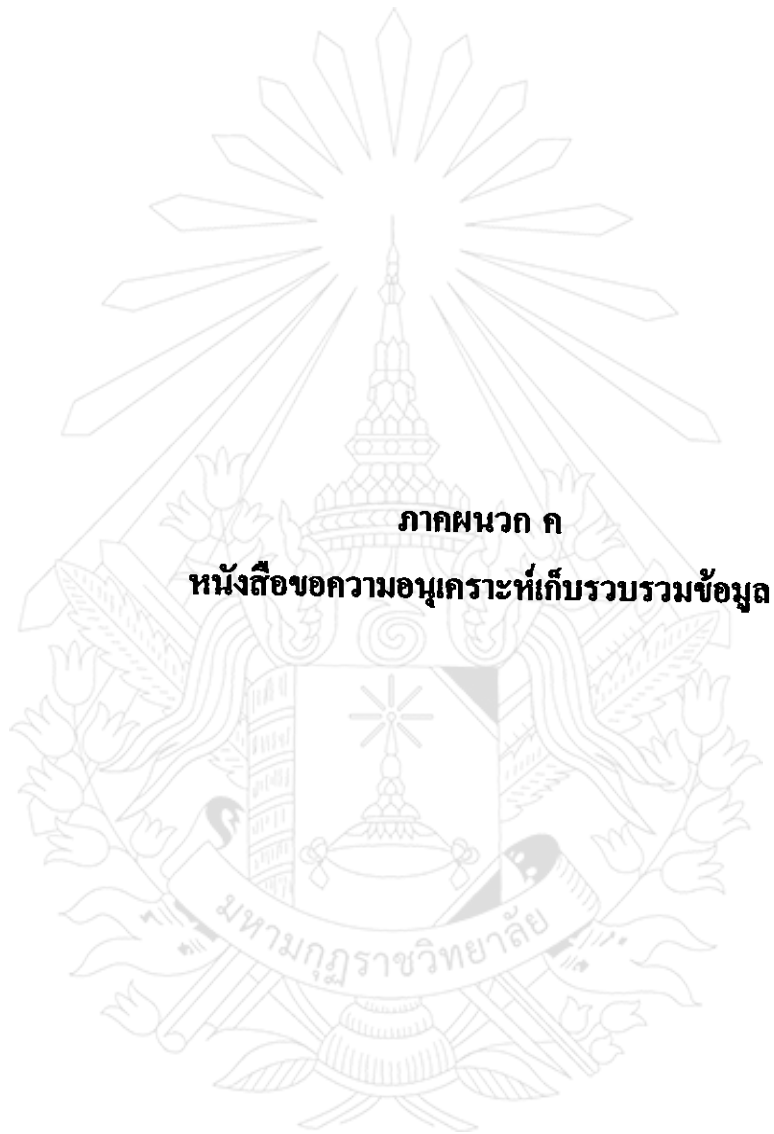 ภาคผนวก ค
หนังสือขอความอนุเคราะห์เก็บรวบรวมข้อมูล
มหามกุฏราชวิทยาลัย